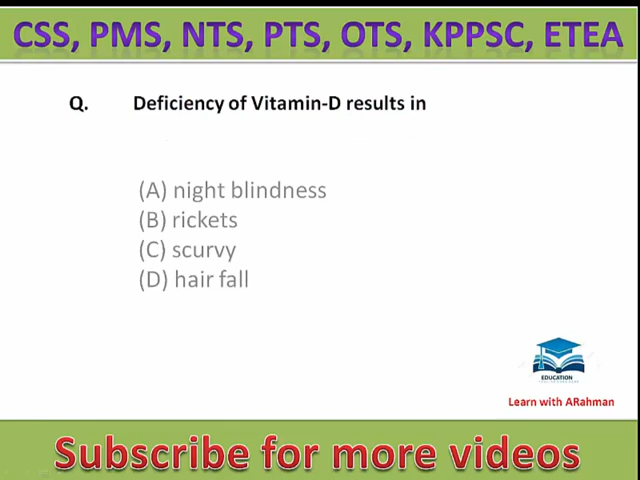 CSS, PMS, NTS, PTS, OTS, KPPSC, ETEA
Q. Deficiency of Vitamin-D results in
(A) night blindness
(B) rickets
(C) scurvy
(D) hair fall
EDUCATION
Learn with ARahman
Subscribe for more videos